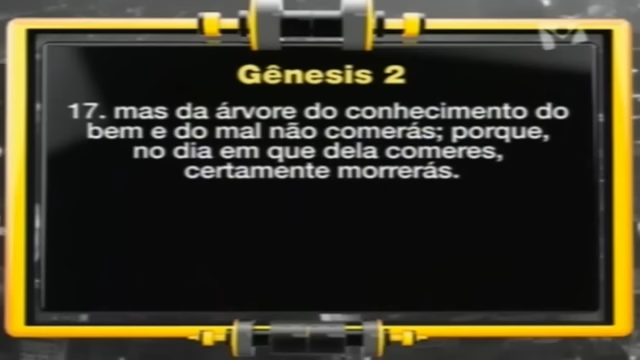 Gênesis 2
17. mas da árvore do conhecimento do
bem e do mal não comerás; porque,
no dia em que dela comeres,
certamente morrerás.